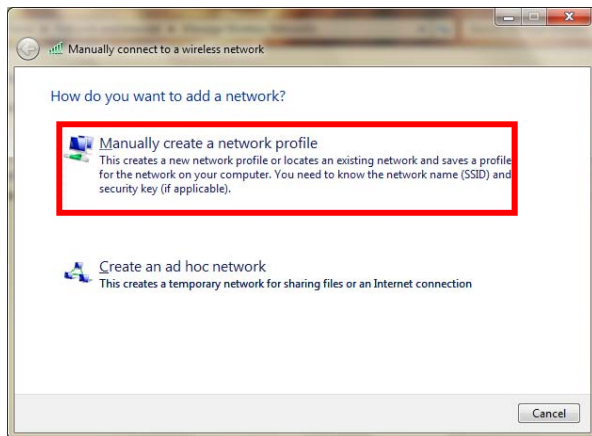 Manually connect to a wireless network
How do you want to add a network?
Manually create a network profile
This creates a new network profile or locates an existing network and saves a profile
for the network on your computer. You need to know the network name (SSID) and
security key (if applicable).
Create an ad hoc network
This creates a temporary network for sharing files or an Internet connection
Cancel